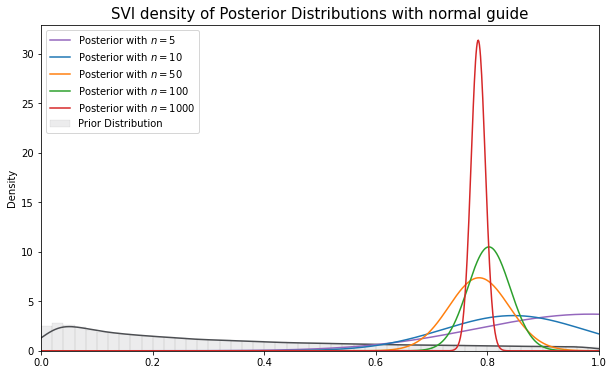 SVI density of Posterior Distributions with normal guide
Posterior with n = 5
Posterior with n = 10
Posterior with n = 50
Posterior with n = 100
Posterior with n = 1000
Prior Distribution
Density
30
25
20
15
10
5
0
0.0 0.2 0.4 0.6 0.8 1.0